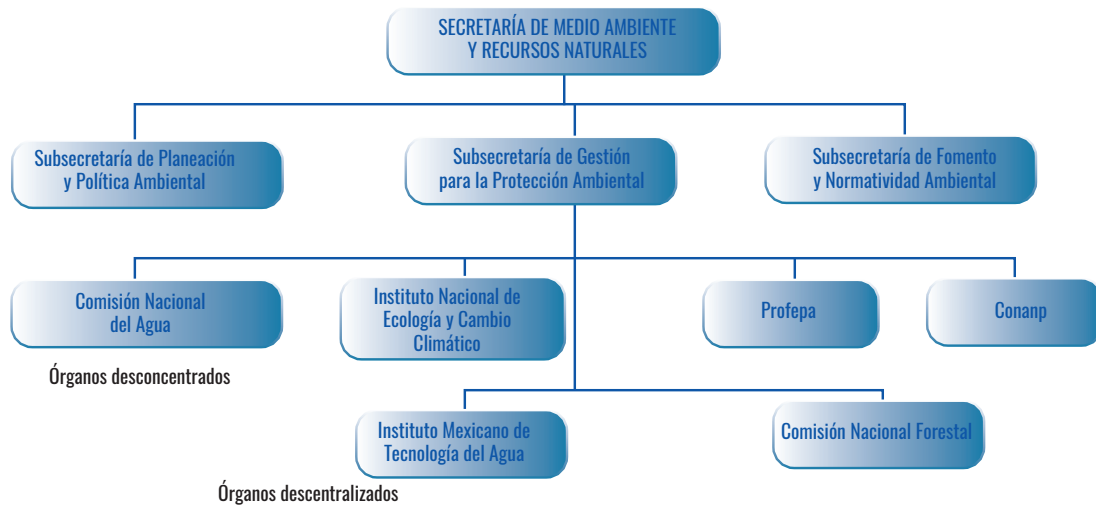 SECRETARÍA DE MEDIO AMBIENTE
Y RECURSOS NATURALES
Subsecretaría de Planeación
y Política Ambiental
Subsecretaría de Gestión
para la Protección Ambiental
Subsecretaría de Fomento
y Normatividad Ambiental
Comisión Nacional
del Agua
Instituto Nacional de
Ecología y Cambio
Climático
Profepa
Conanp
Órganos desconcentrados
Instituto Mexicano de
Tecnología del Agua
Comisión Nacional Forestal
Órganos descentralizados